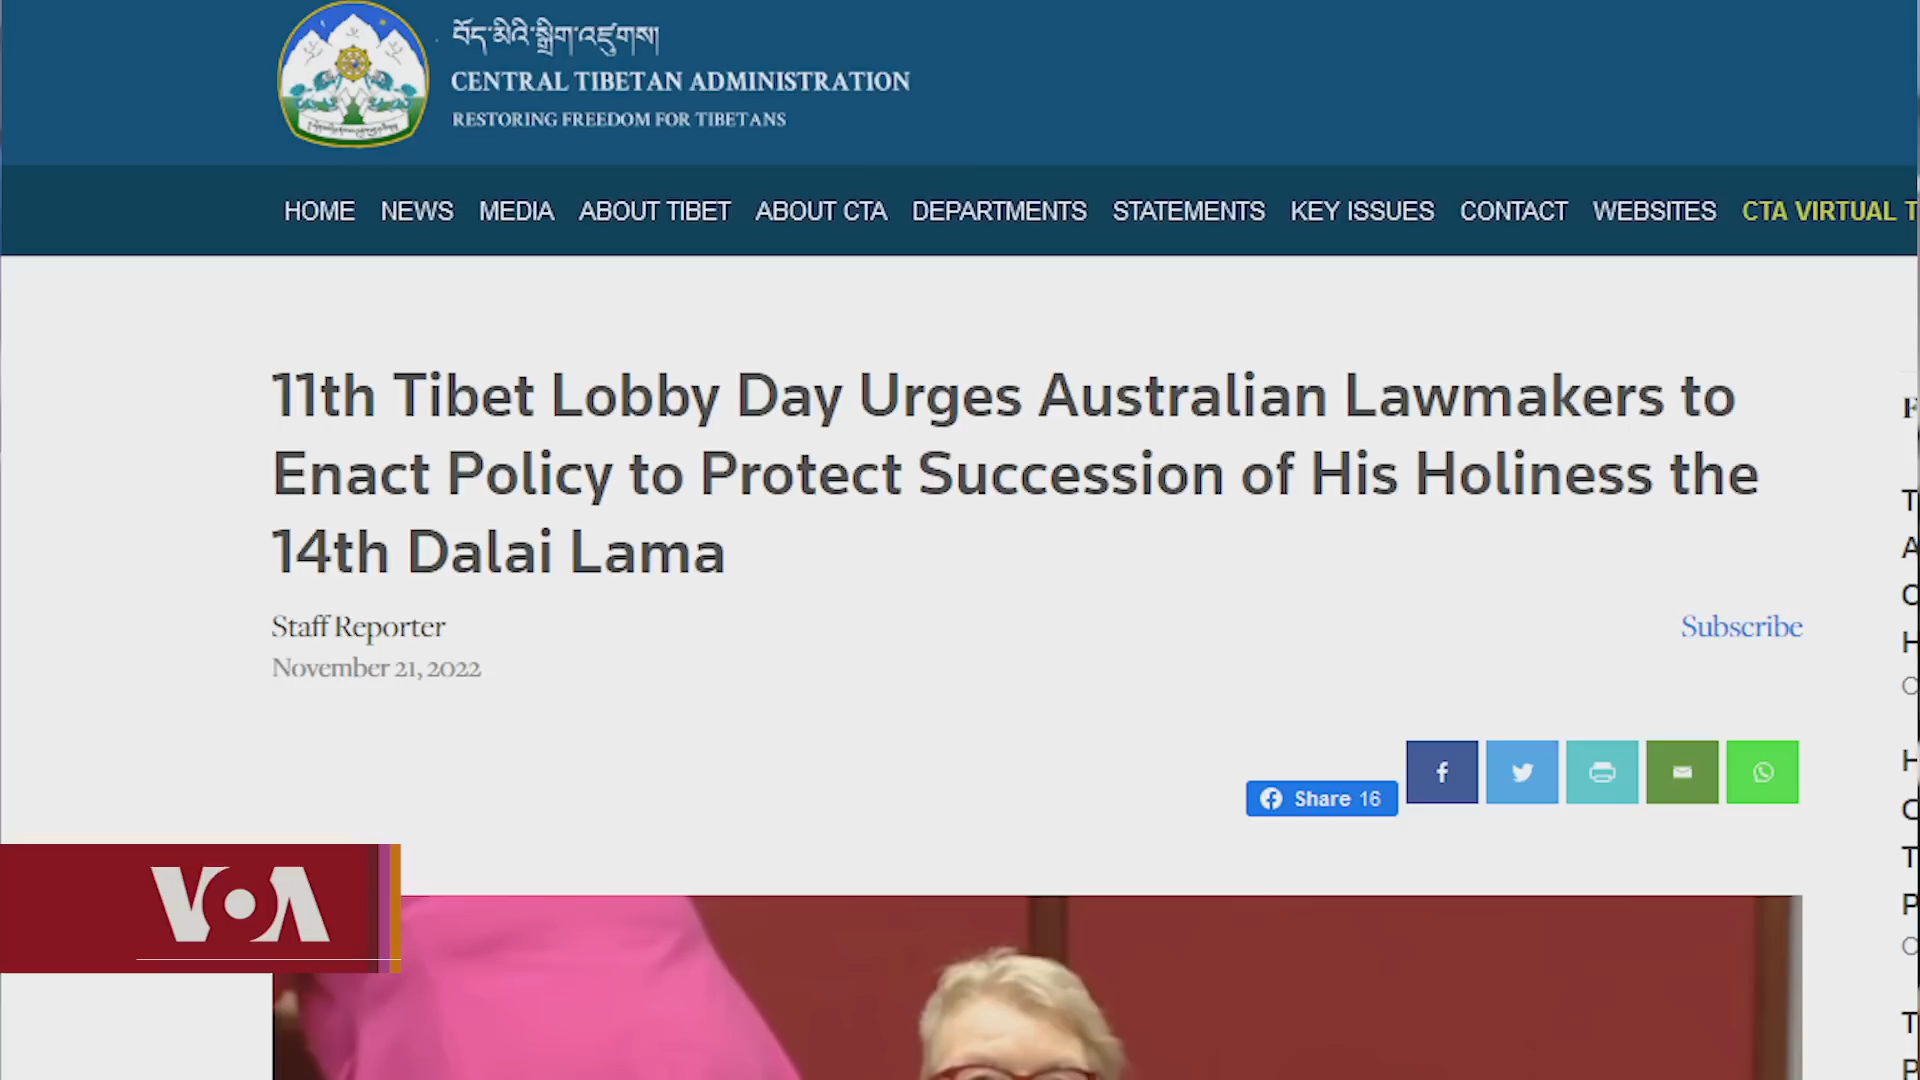 བོད་མིའི་སྒྲིག་འཛུགས།
CENTRAL TIBETAN ADMINISTRATION
RESTORING FREEDOM FOR TIBETANS
HOME NEWS MEDIA ABOUT TIBET ABOUT CTA DEPARTMENTS STATEMENTS KEY ISSUES CONTACT WEBSITES CTA VIRTUAL T
11th Tibet Lobby Day Urges Australian Lawmakers to
Enact Policy to Protect Succession of His Holiness the
14th Dalai Lama
Staff Reporter
Subscribe
November 21, 2022
Share 16
VOA